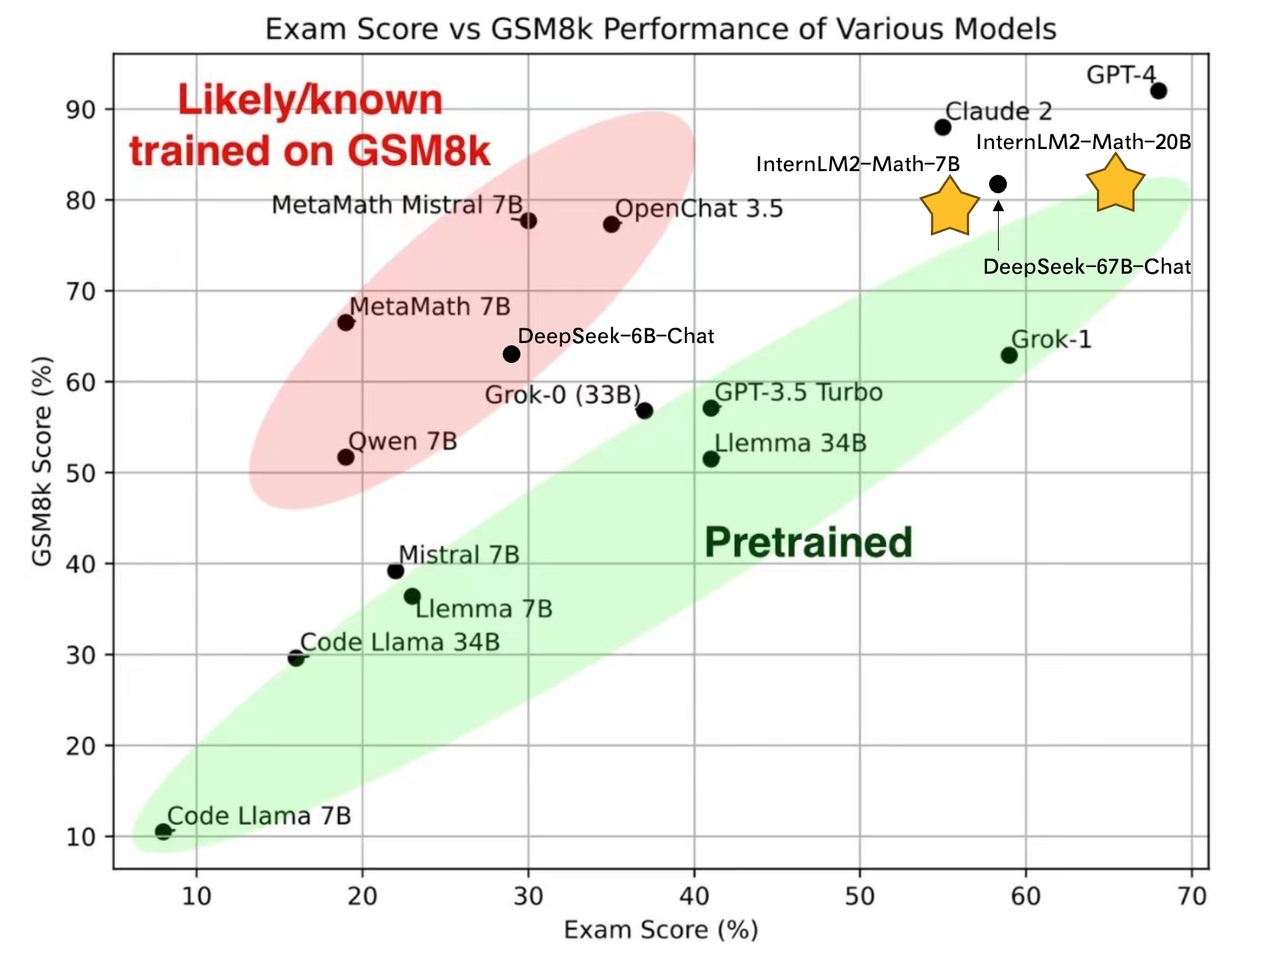 Exam Score vs GSM8k Performance of Various Models
Likely/known
trained on GSM8k
GPT-4
Claude 2
InternLM2-Math-20B
InternLM2-Math-7B
MetaMath Mistral 7B
OpenChat 3.5
DeepSeek-67B-Chat
MetaMath 7B
DeepSeek-6B-Chat
Grok-1
Grok-0 (33B)
GPT-3.5 Turbo
Qwen 7B
Llemma 34B
Pretrained
Mistral 7B
Llemma 7B
Code Llama 34B
Code Llama 7B
GSM8k Score (%)
90
80
70
60
50
40
30
20
10
10 20 30 40 50 60 70
Exam Score (%)